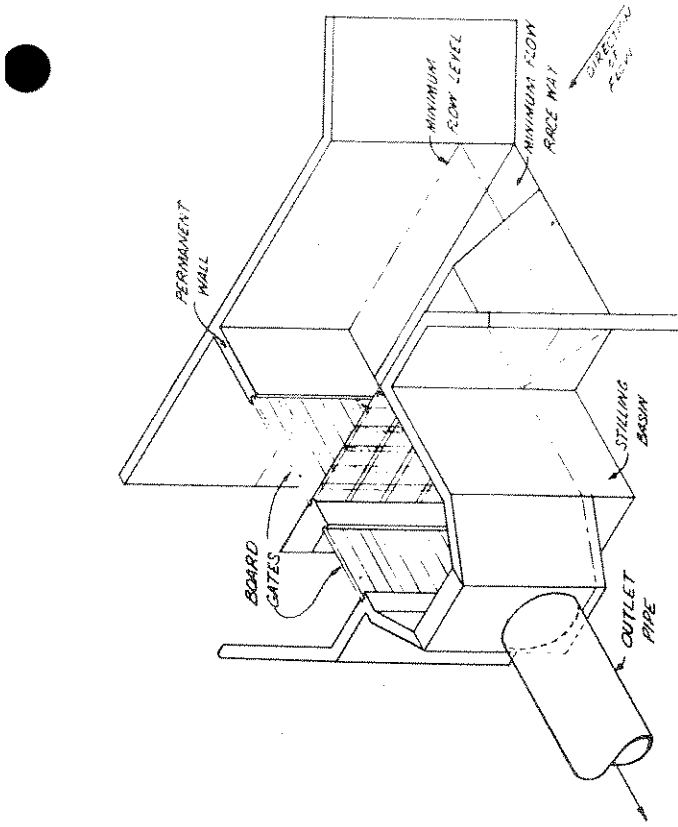 PERMANENT
WALL
MINIMUM
FLOW LEVEL
MINIMUM FLOW
RACE WAY
DIRECTION
OF
FLOW
BOARD
GATES
STILLING
BASIN
OUTLET
PIPE